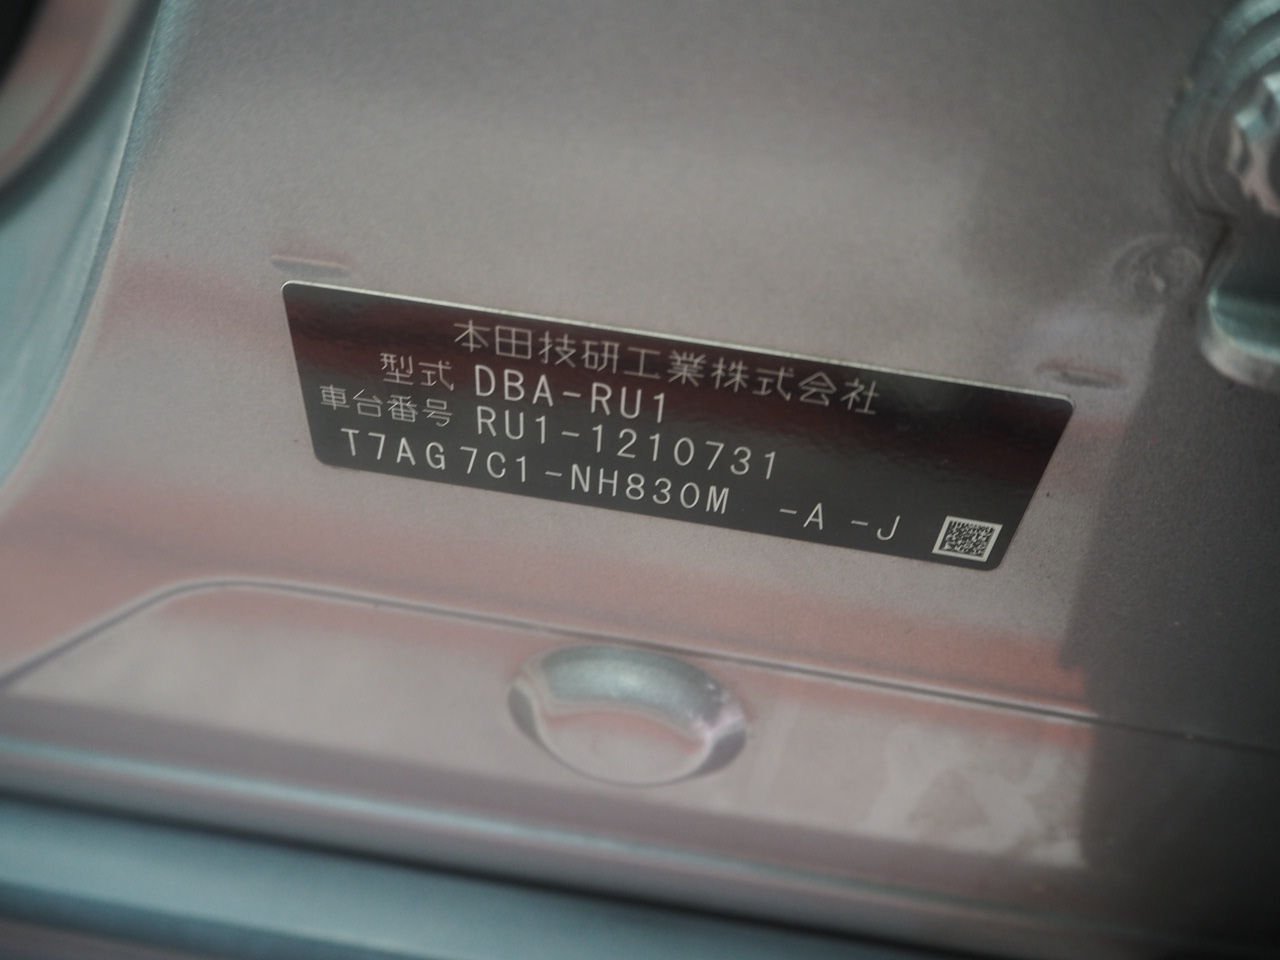 本田技研工業株式会社
型式 DBA-RU1
車台番号 RU1-1210731
T7AG7C1-NH830M -A -J